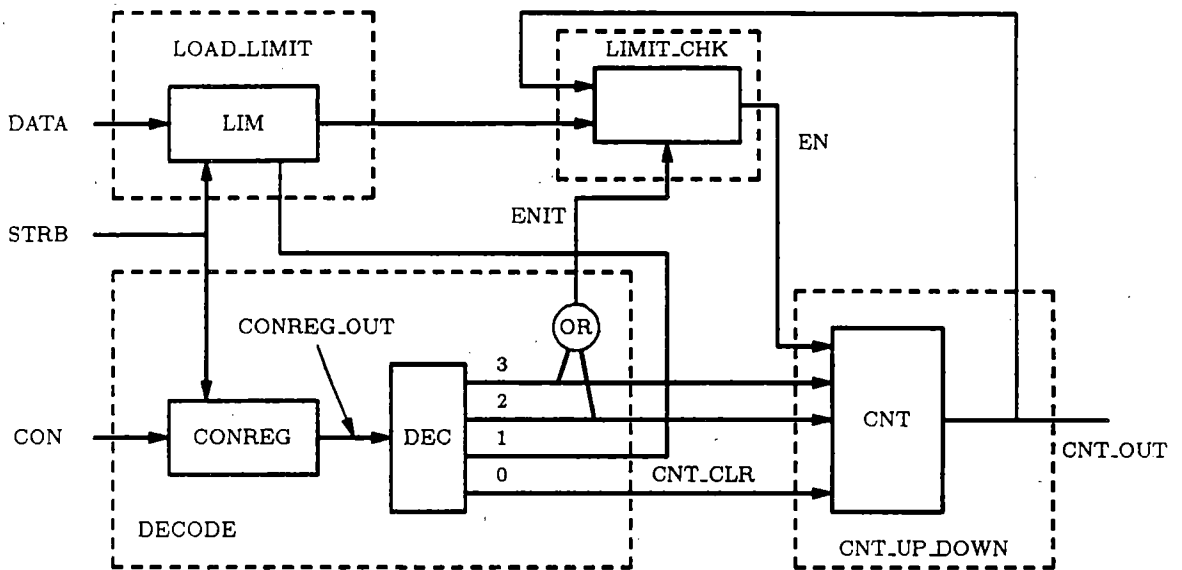 LOAD_LIMIT
LIMIT_CHK
DATA
LIM
EN
ENIT
STRB
CONREG_OUT
OR
3
2
CNT
CON
CONREG
DEC
1
CNT_OUT
0
CNT_CLR
DECODE
CNT_UP_DOWN